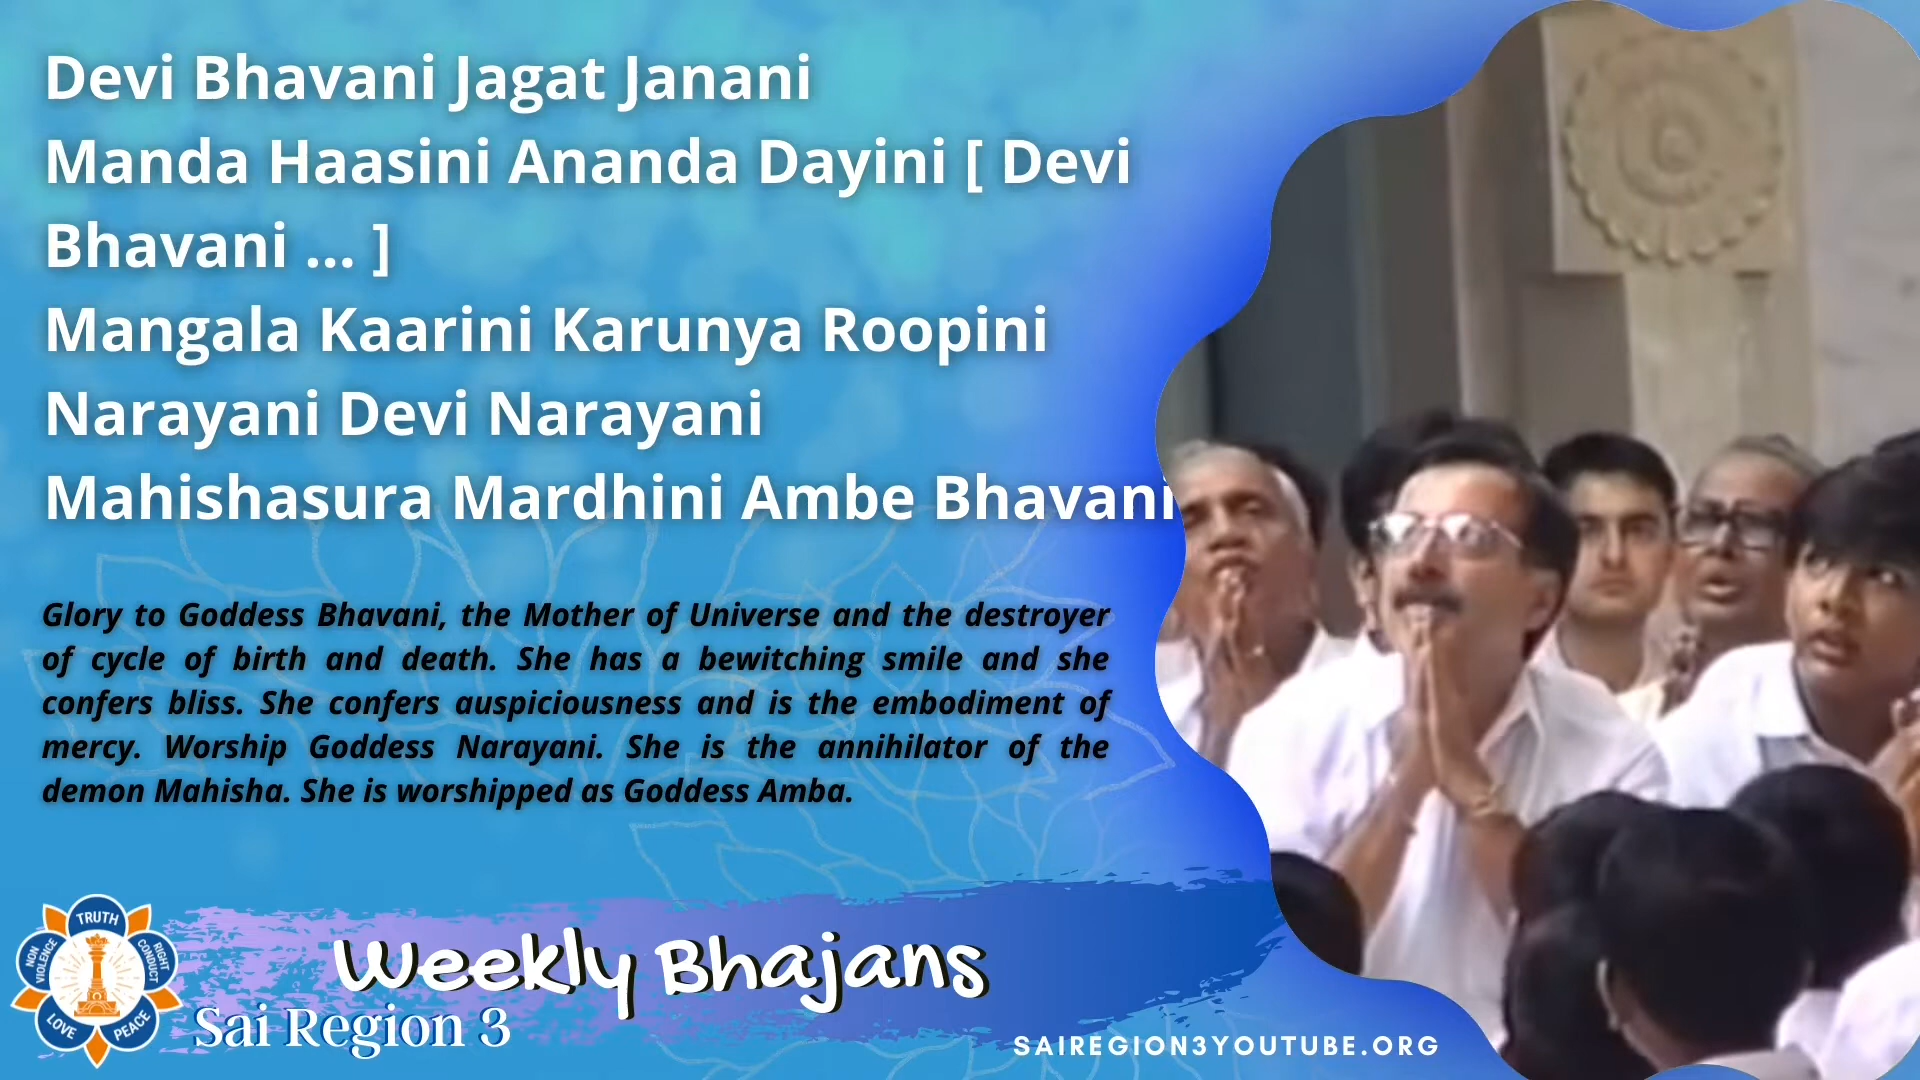 Devi Bhavani Jagat Janani
Manda Haasini Ananda Dayini [ Devi
Bhavani ... ]
Mangala Kaarini Karunya Roopini
Narayani Devi Narayani
Mahishasura Mardhini Ambe Bhavani
Glory to Goddess Bhavani, the Mother of Universe and the destroyer
of cycle of birth and death. She has a bewitching smile and she
confers bliss. She confers auspiciousness and is the embodiment of
mercy. Worship Goddess Narayani. She is the annihilator of the
demon Mahisha. She is worshipped as Goddess Amba.
TRUTH
NON VIOLENCE
RIGHT CONDUCT
LOVE
PEACE
Weekly Bhajans
Sai Region 3
SAIREGION3YOUTUBE.ORG